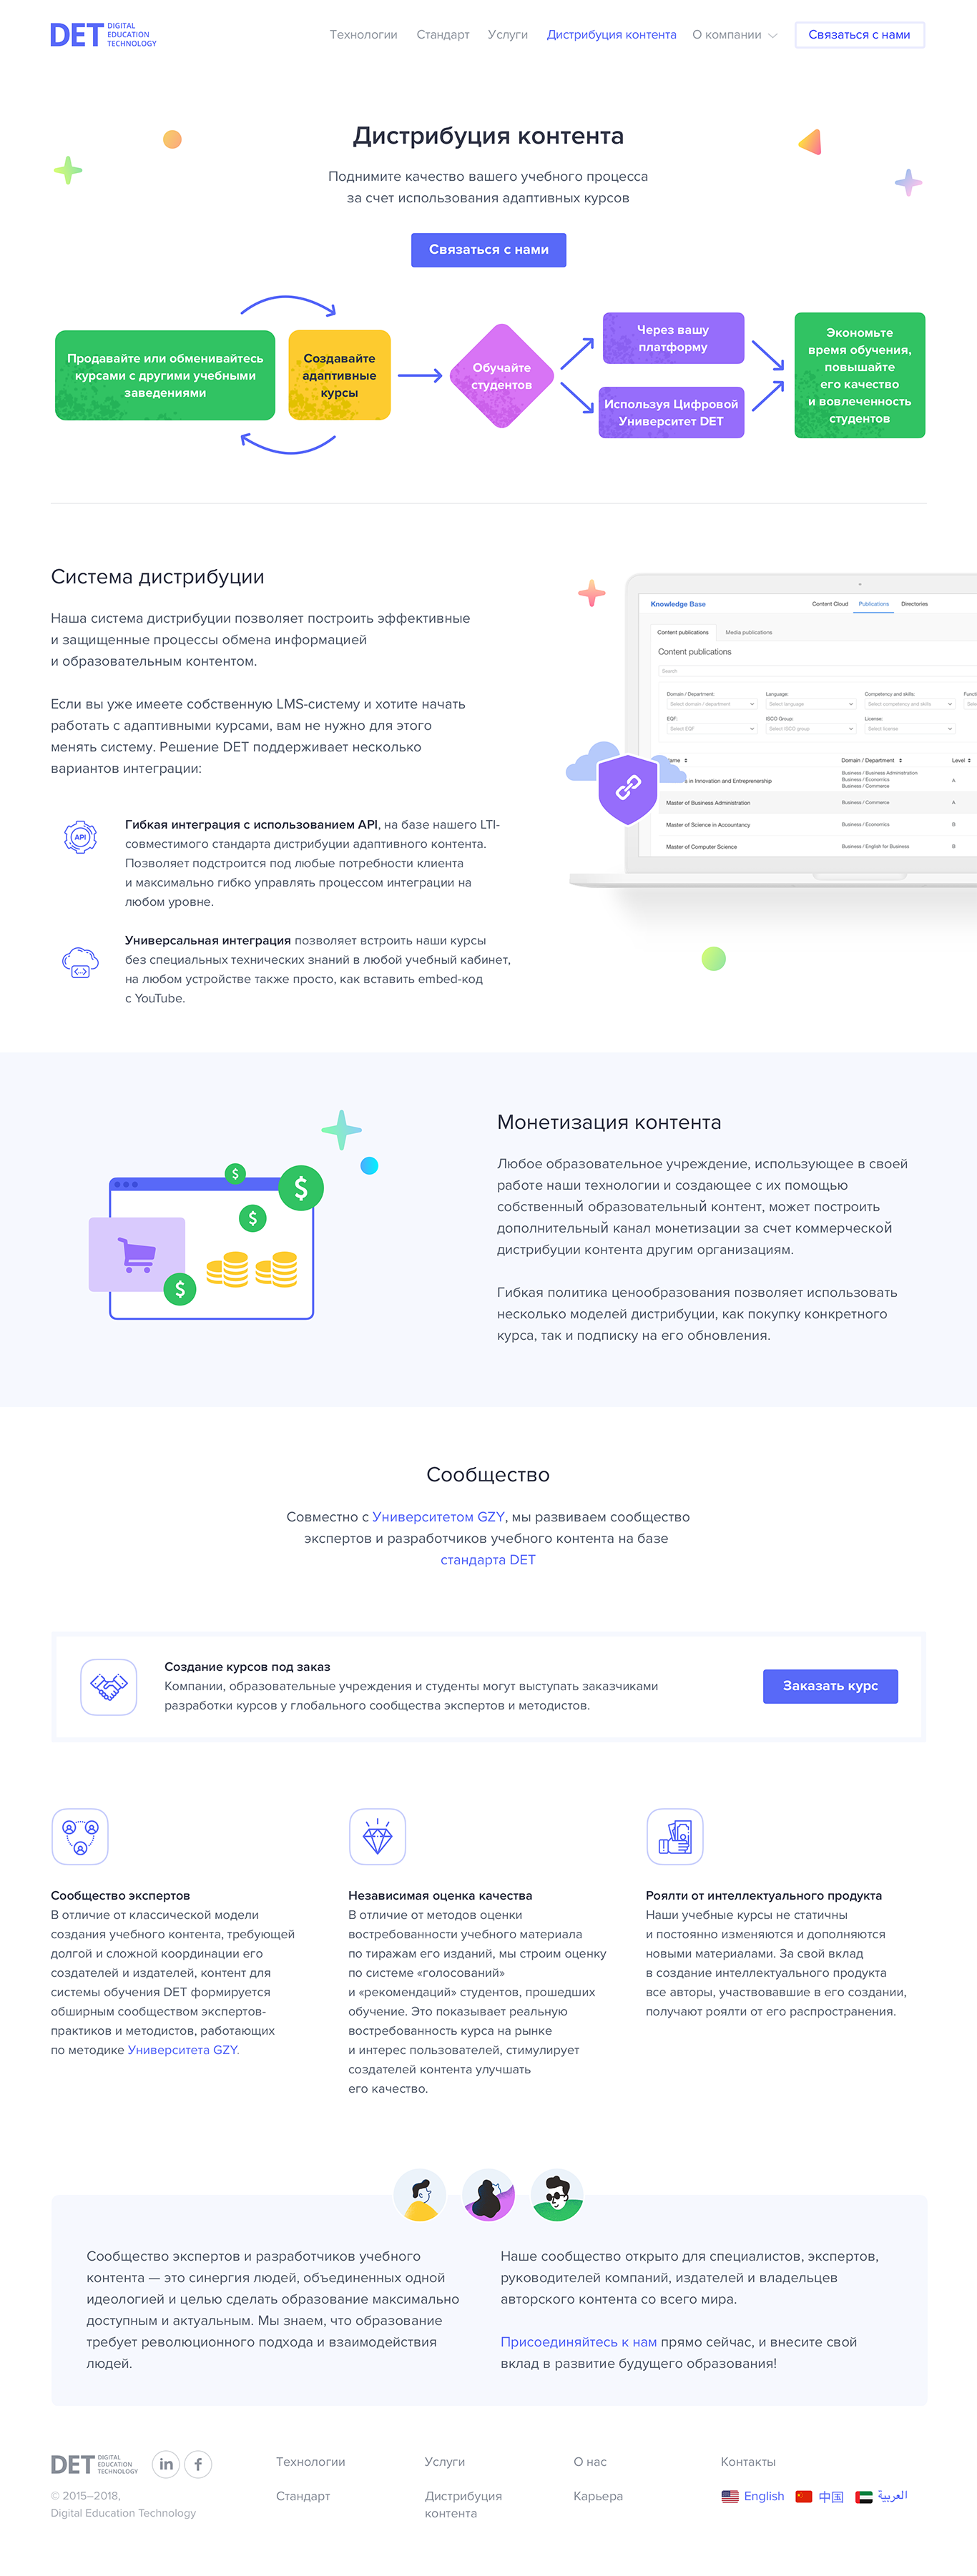 DET DIGITAL
EDUCATION
TECHNOLOGY
Технологии Стандарт Услуги Дистрибуция контента О компании Связаться с нами
Дистрибуция контента
Поднимите качество вашего учебного процесса
за счет использования адаптивных курсов
Связаться с нами
Продавайте или обменивайтесь
курсами с другими учебными
заведениями
Создавайте
адаптивные
курсы
Обучайте
студентов
Через вашу
платформу
Используя Цифровой
Университет DET
Экономьте
время обучения,
повышайте
его качество
и вовлеченность
студентов
Система дистрибуции
Наша система дистрибуции позволяет построить эффективные
и защищенные процессы обмена информацией
и образовательным контентом.
Если вы уже имеете собственную LMS-систему и хотите начать
работать с адаптивными курсами, вам не нужно для этого
менять систему. Решение DET поддерживает несколько
вариантов интеграции:
API
Гибкая интеграция с использованием API, на базе нашего LTI-
совместимого стандарта дистрибуции адаптивного контента.
Позволяет подстроится под любые потребности клиента
и максимально гибко управлять процессом интеграции на
любом уровне.
Универсальная интеграция позволяет встроить наши курсы
без специальных технических знаний в любой учебный кабинет,
на любом устройстве также просто, как вставить embed-код
с YouTube.
Knowledge Base Content Cloud Publications Directories
Content publications Media publications
Content publications
Search
Domain / Department: Language: Competency and skills:
Select domain / department Select language Select competency and skills
EQF: ISCO Group: License:
Select EQF Select ISCO group Select license
Domain / Department Level
s in Innovation and Entreprenership Business / Business Administration
Business / Economics
Business / Commerce A
Master of Business Administration Business / Commerce A
Master of Science in Accountancy Business / Economics B
Master of Computer Science Business / English for Business B
Монетизация контента
Любое образовательное учреждение, использующее в своей
работе наши технологии и создающее с их помощью
собственный образовательный контент, может построить
дополнительный канал монетизации за счет коммерческой
дистрибуции контента другим организациям.
Гибкая политика ценообразования позволяет использовать
несколько моделей дистрибуции, как покупку конкретного
курса, так и подписку на его обновления.
$ $ $ $
Сообщество
Совместно с Университетом GZY, мы развиваем сообщество
экспертов и разработчиков учебного контента на базе
стандарта DET
Создание курсов под заказ
Компании, образовательные учреждения и студенты могут выступать заказчиками
разработки курсов у глобального сообщества экспертов и методистов.
Заказать курс
Сообщество экспертов
В отличие от классической модели
создания учебного контента, требующей
долгой и сложной координации его
создателей и издателей, контент для
системы обучения DET формируется
обширным сообществом экспертов-
практиков и методистов, работающих
по методике Университета GZY.
Независимая оценка качества
В отличие от методов оценки
востребованности учебного материала
по тиражам его изданий, мы строим оценку
по системе «голосований»
и «рекомендаций» студентов, прошедших
обучение. Это показывает реальную
востребованность курса на рынке
и интерес пользователей, стимулирует
создателей контента улучшать
его качество.
Роялти от интеллектуального продукта
Наши учебные курсы не статичны
и постоянно изменяются и дополняются
новыми материалами. За свой вклад
в создание интеллектуального продукта
все авторы, участвовавшие в его создании,
получают роялти от его распространения.
Сообщество экспертов и разработчиков учебного
контента — это синергия людей, объединенных одной
идеологией и целью сделать образование максимально
доступным и актуальным. Мы знаем, что образование
требует революционного подхода и взаимодействия
людей.
Наше сообщество открыто для специалистов, экспертов,
руководителей компаний, издателей и владельцев
авторского контента со всего мира.
Присоединяйтесь к нам прямо сейчас, и внесите свой
вклад в развитие будущего образования!
DET DIGITAL
EDUCATION
TECHNOLOGY
in f
© 2015–2018,
Digital Education Technology
Технологии Услуги О нас Контакты
Стандарт Дистрибуция
контента Карьера
English 中国 العربية